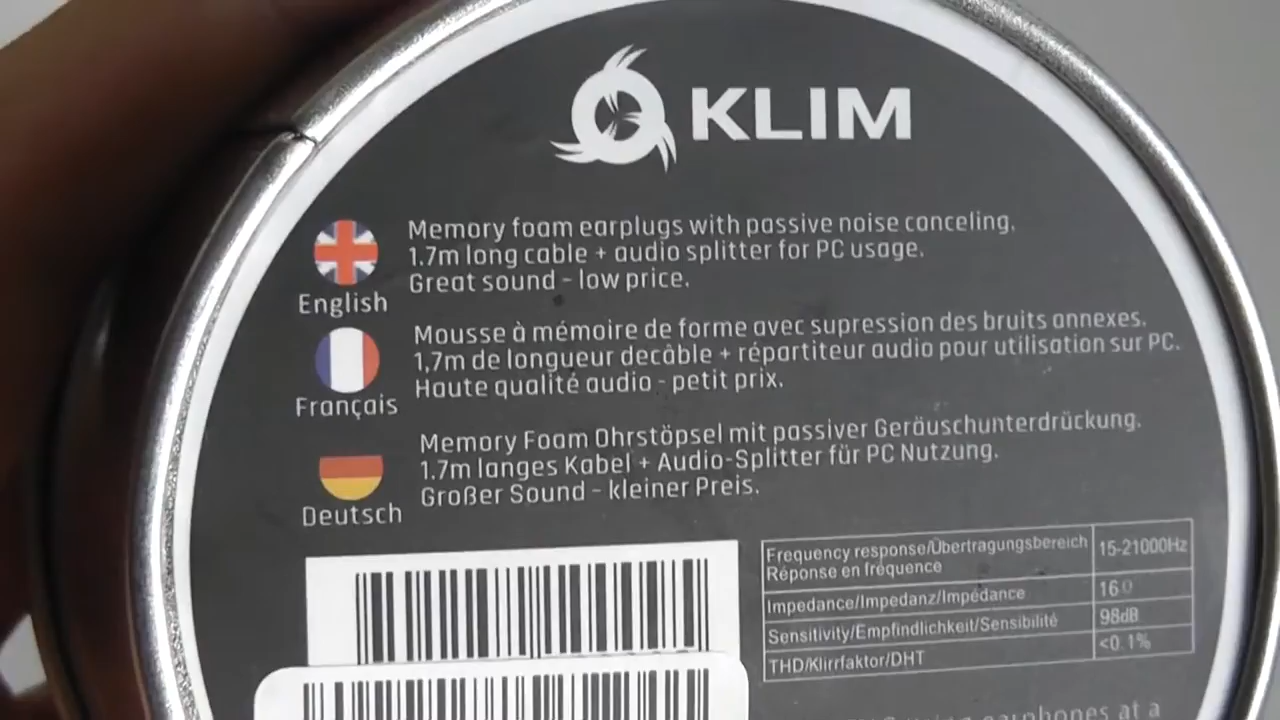 KLIM
Memory foam earplugs with passive noise canceling.
1.7m long cable + audio splitter for PC usage.
Great sound - low price.
English
Mousse à mémoire de forme avec supression des bruits annexes.
1,7m de longueur decâble + répartiteur audio pour utilisation sur PC.
Haute qualité audio - petit prix.
Français
Memory Foam Ohrstöpsel mit passiver Geräuschunterdrückung.
1.7m langes Kabel + Audio-Splitter für PC Nutzung.
Großer Sound - kleiner Preis.
Deutsch
Frequency response/Übertragungsbereich 15-21000Hz
Réponse en fréquence
Impedance/Impedanz/Impédance 16Ω
Sensitivity/Empfindlichkeit/Sensibilité 98dB
THD/Klirrfaktor/DHT <0.1%
earphones at a